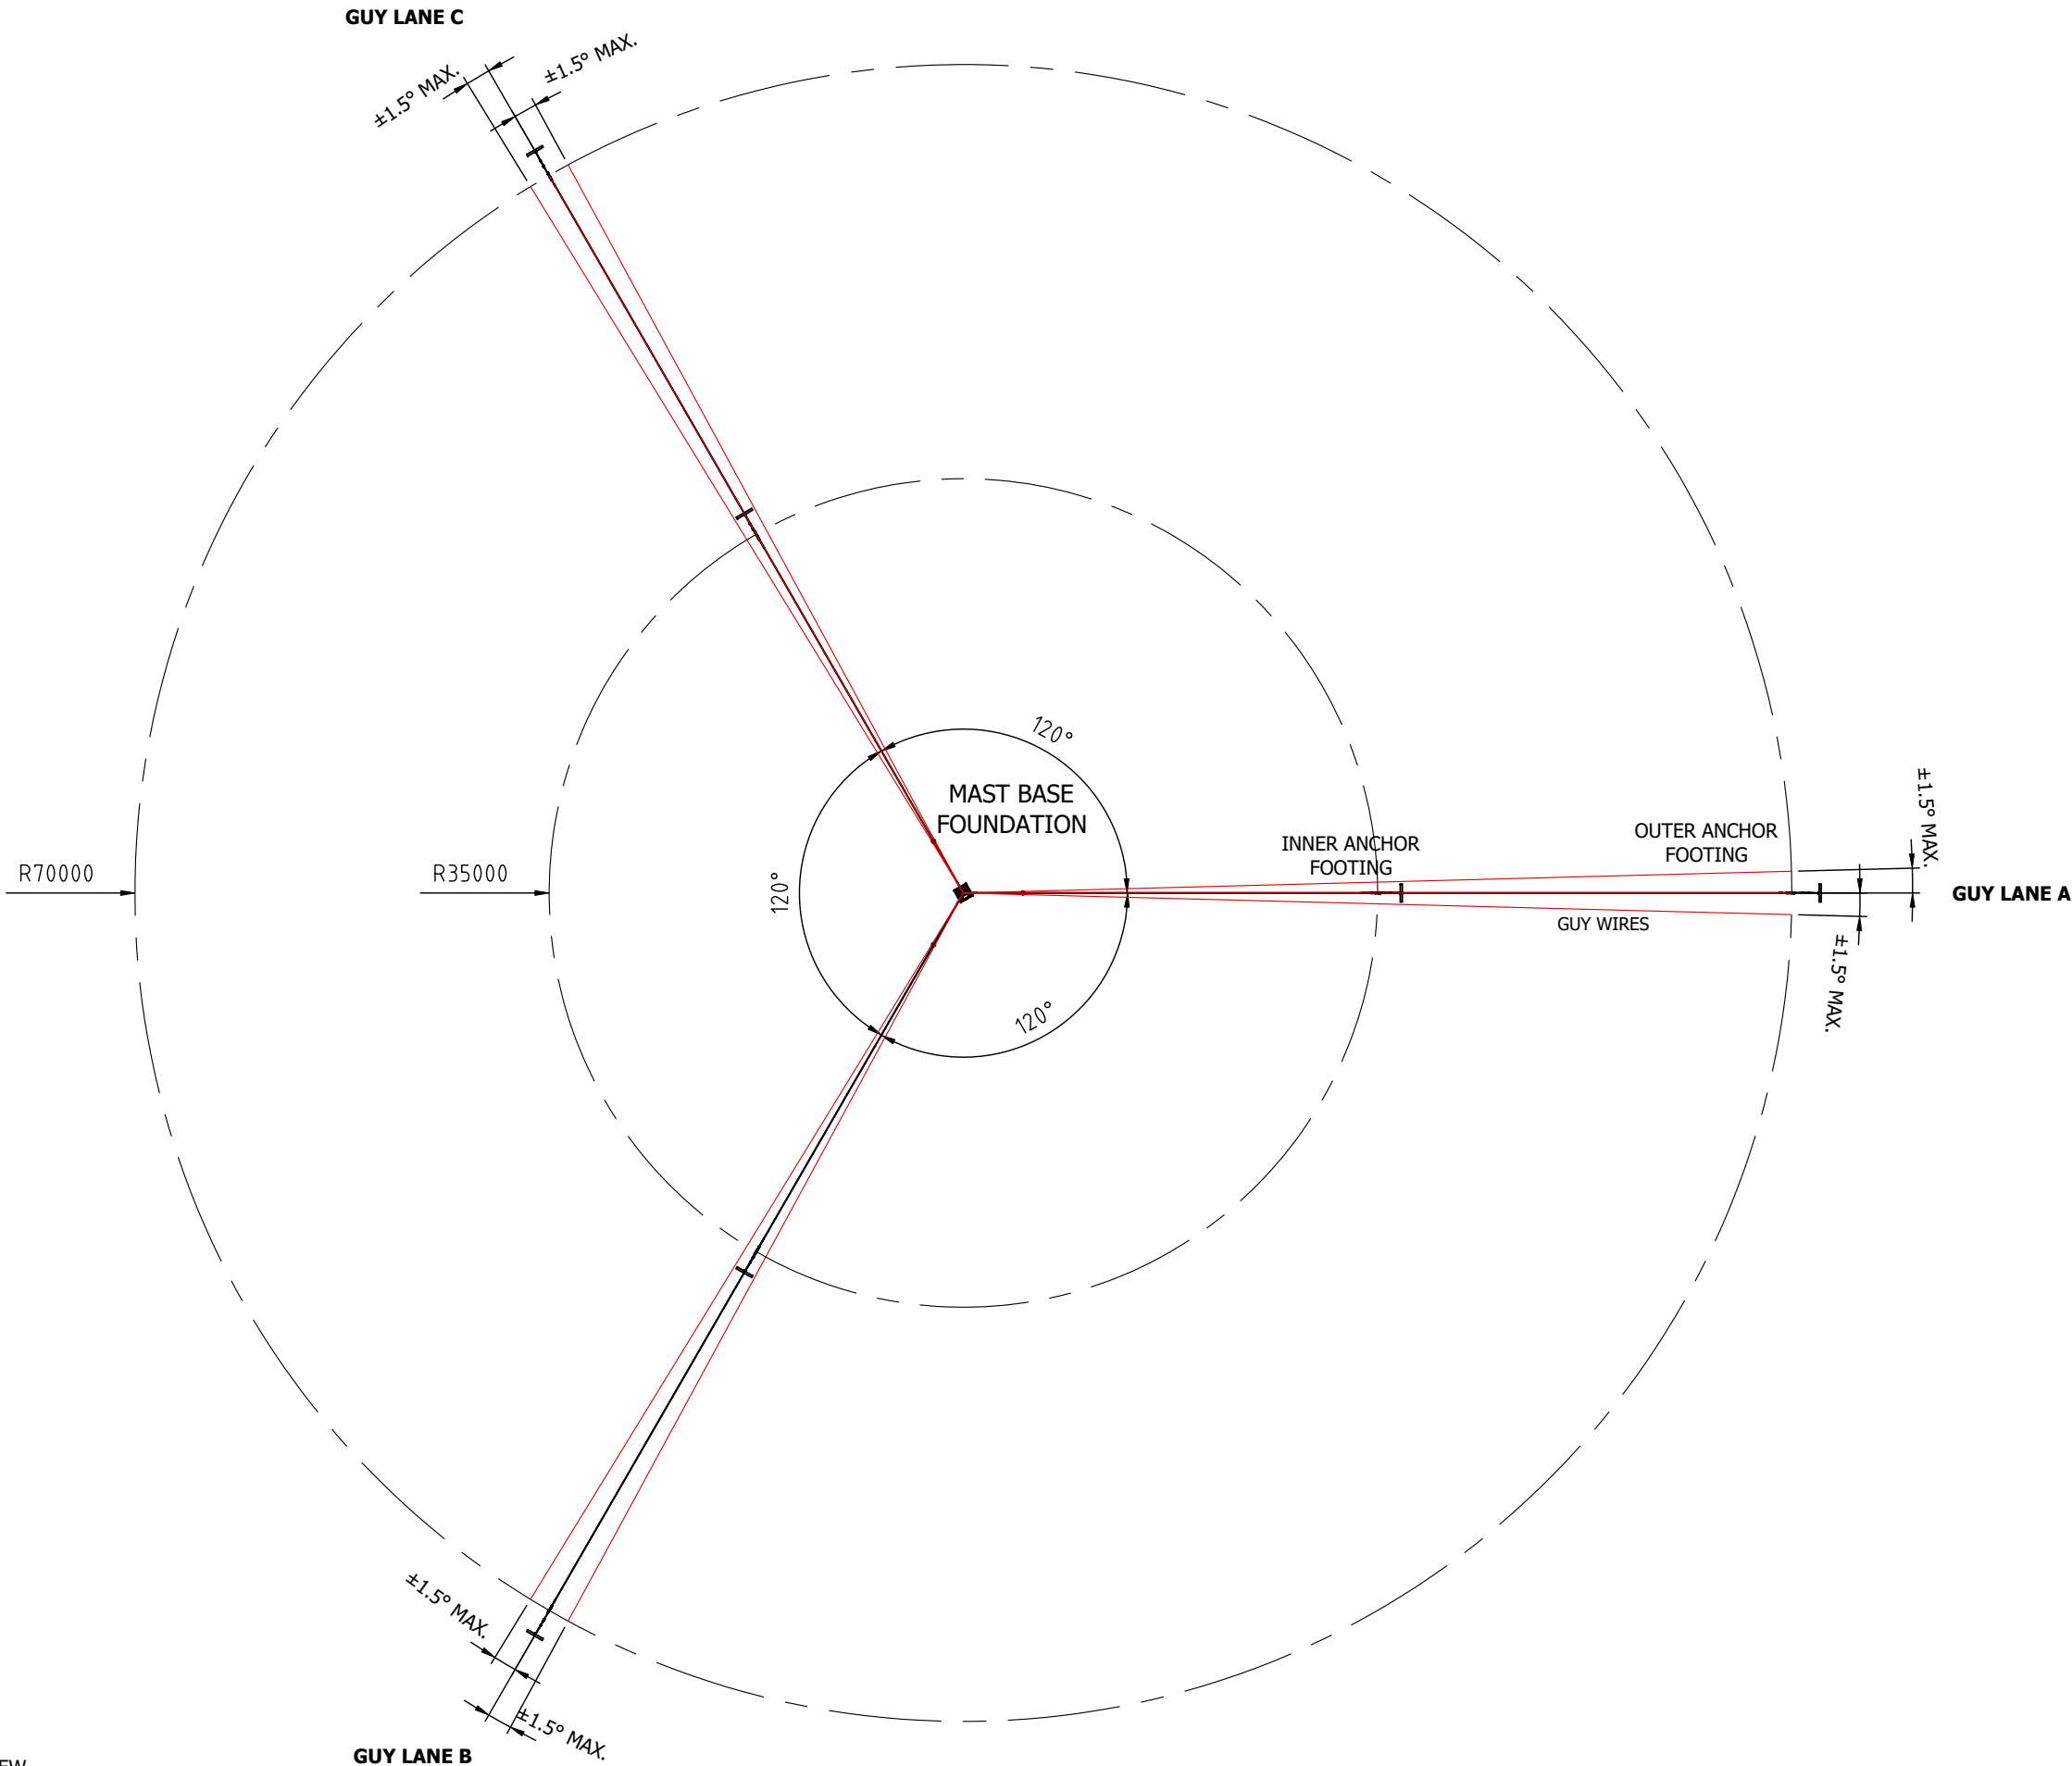 GUY LANE C
±1.5° MAX.
±1.5° MAX.
120°
MAST BASE
FOUNDATION
±1.5° MAX.
OUTER ANCHOR
FOOTING
INNER ANCHOR
FOOTING
R70000
R35000
120°
GUY LANE A
GUY WIRES
±1.5° MAX.
120°
±1.5° MAX.
±1.5° MAX.
GUY LANE B